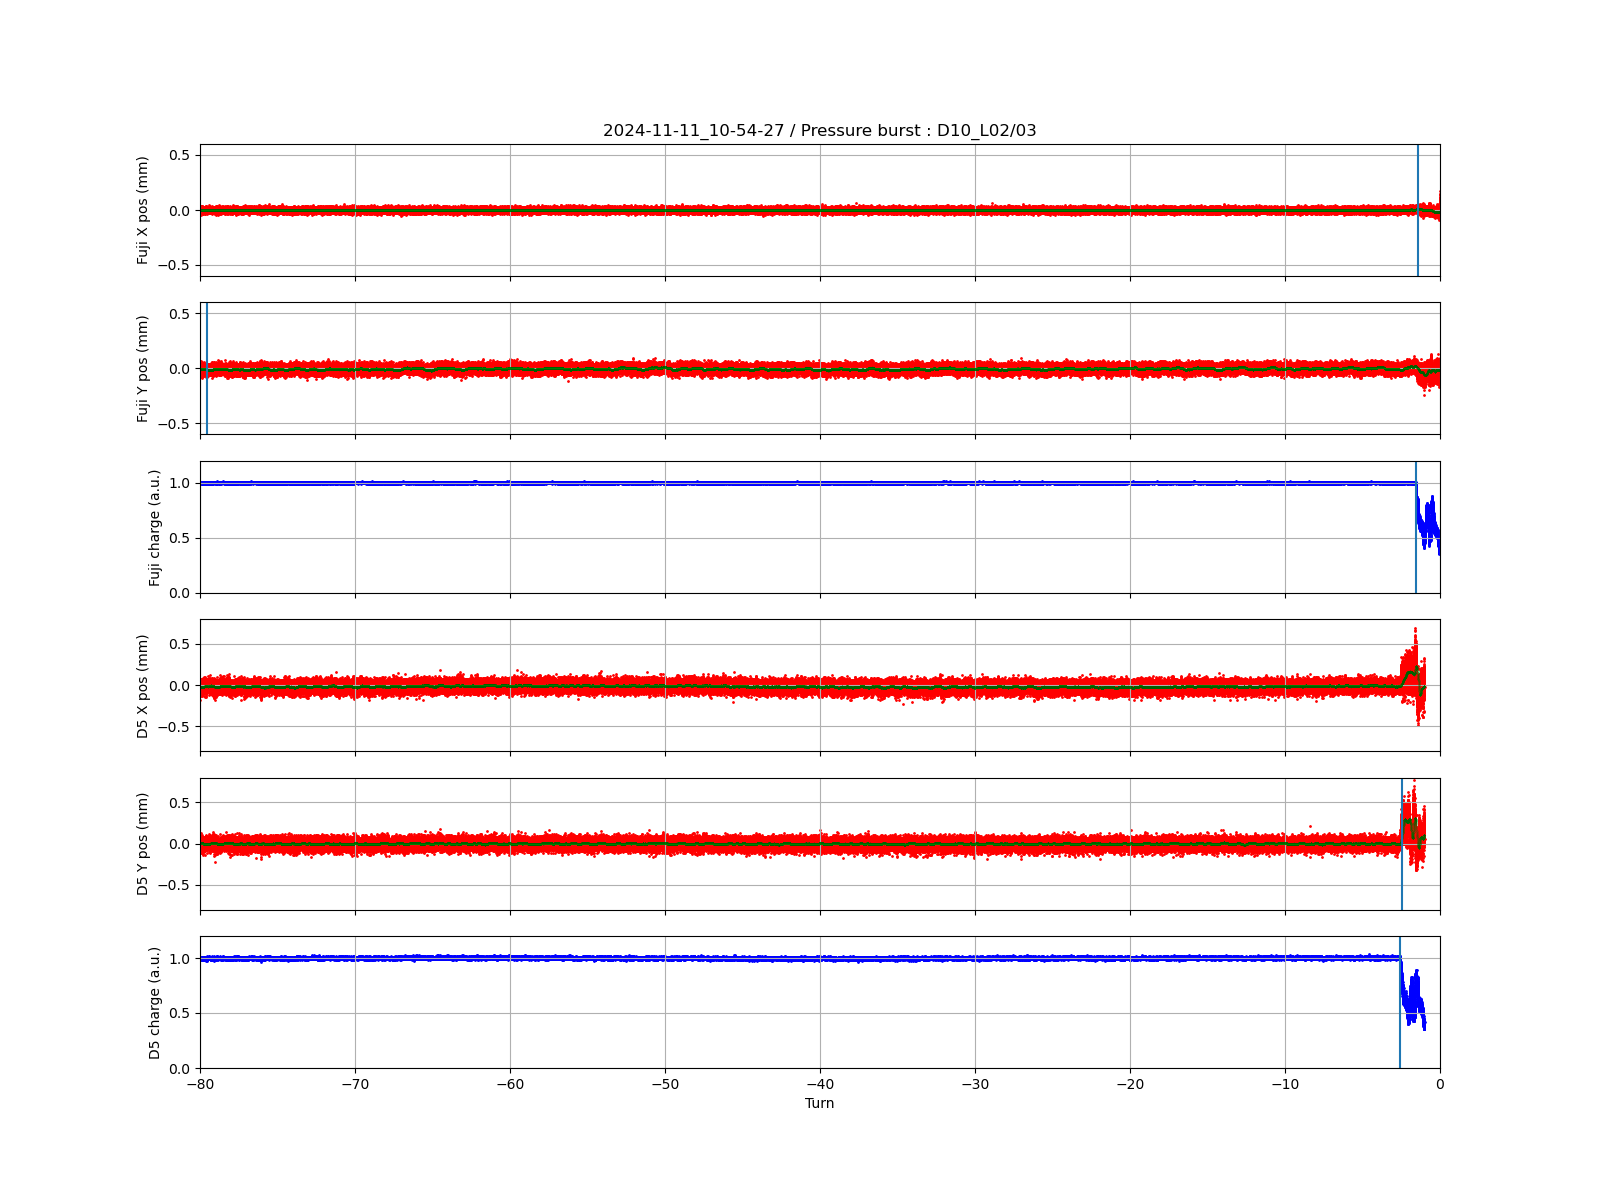 2024-11-11_10-54-27 / Pressure burst : D10_L02/03
Fuji X pos (mm)
0.5
0.0
−0.5
Fuji Y pos (mm)
0.5
0.0
−0.5
Fuji charge (a.u.)
1.0
0.5
0.0
D5 X pos (mm)
0.5
0.0
−0.5
D5 Y pos (mm)
0.5
0.0
−0.5
D5 charge (a.u.)
1.0
0.5
0.0
−80 −70 −60 −50 −40 −30 −20 −10 0
Turn